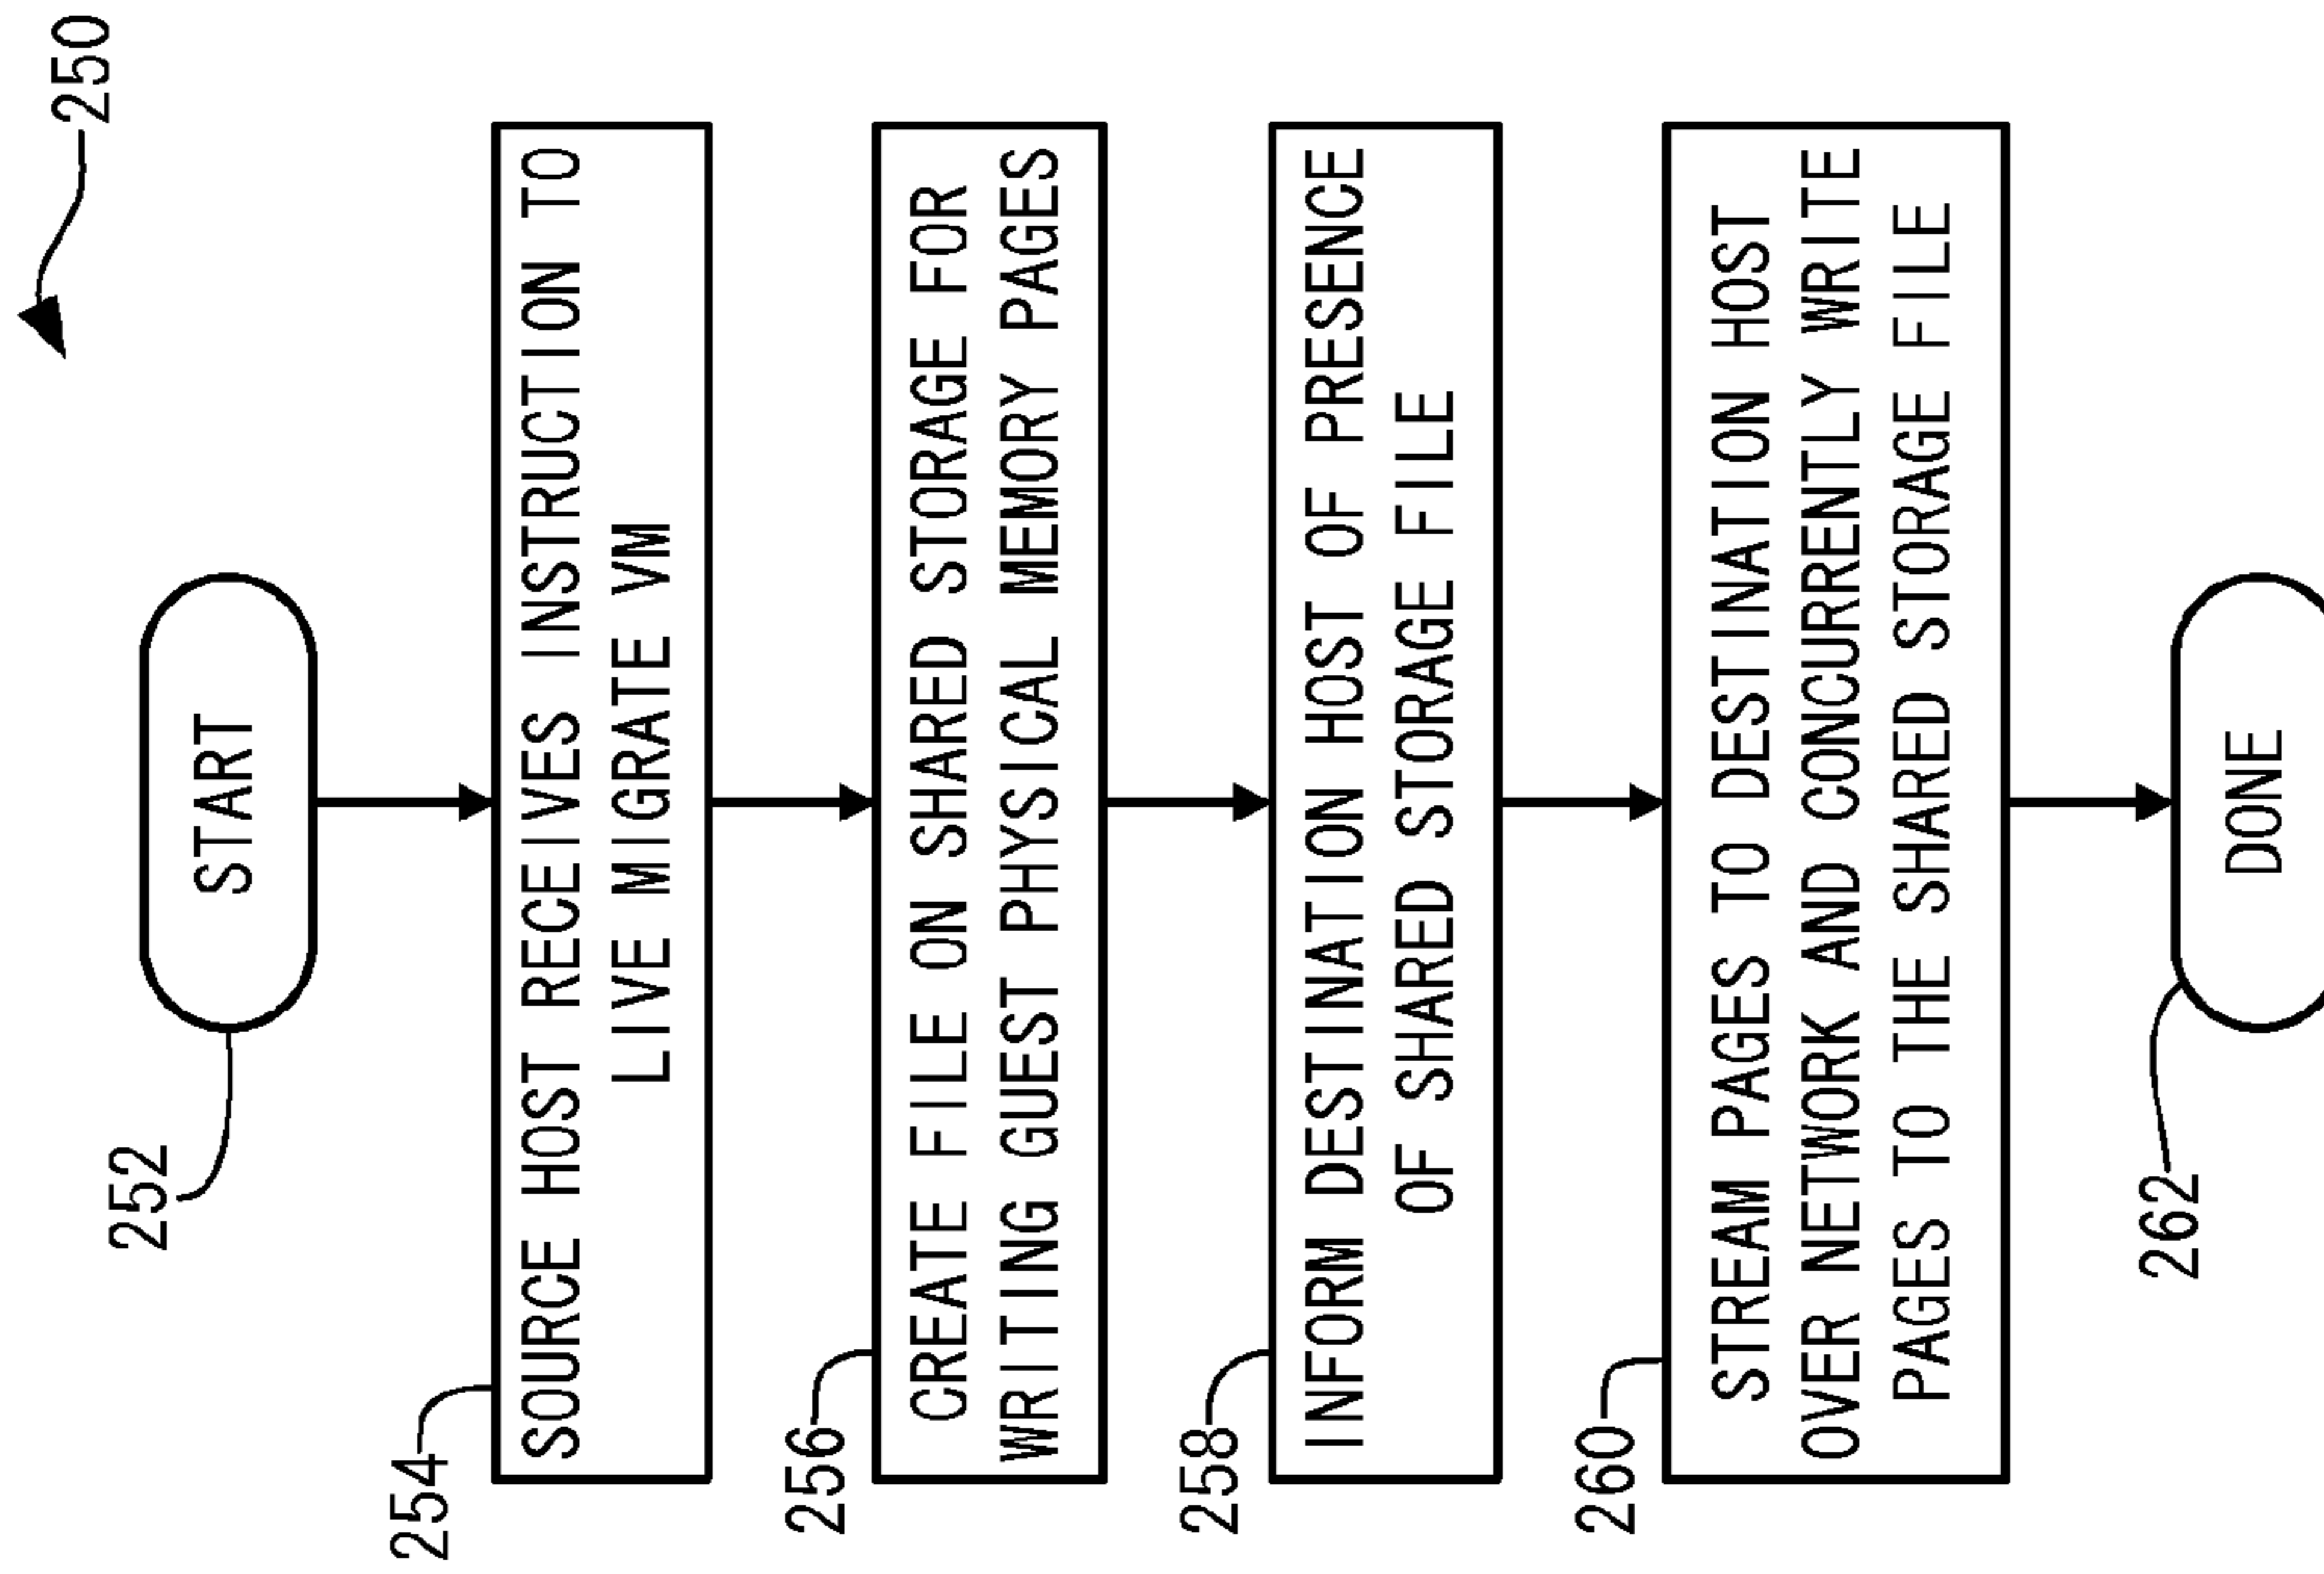 250
252
START
254
SOURCE HOST RECEIVES INSTRUCTION TO
LIVE MIGRATE VM
256
CREATE FILE ON SHARED STORAGE FOR
WRITING GUEST PHYSICAL MEMORY PAGES
258
INFORM DESTINATION HOST OF PRESENCE
OF SHARED STORAGE FILE
260
STREAM PAGES TO DESTINATION HOST
OVER NETWORK AND CONCURRENTLY WRITE
PAGES TO THE SHARED STORAGE FILE
262
DONE